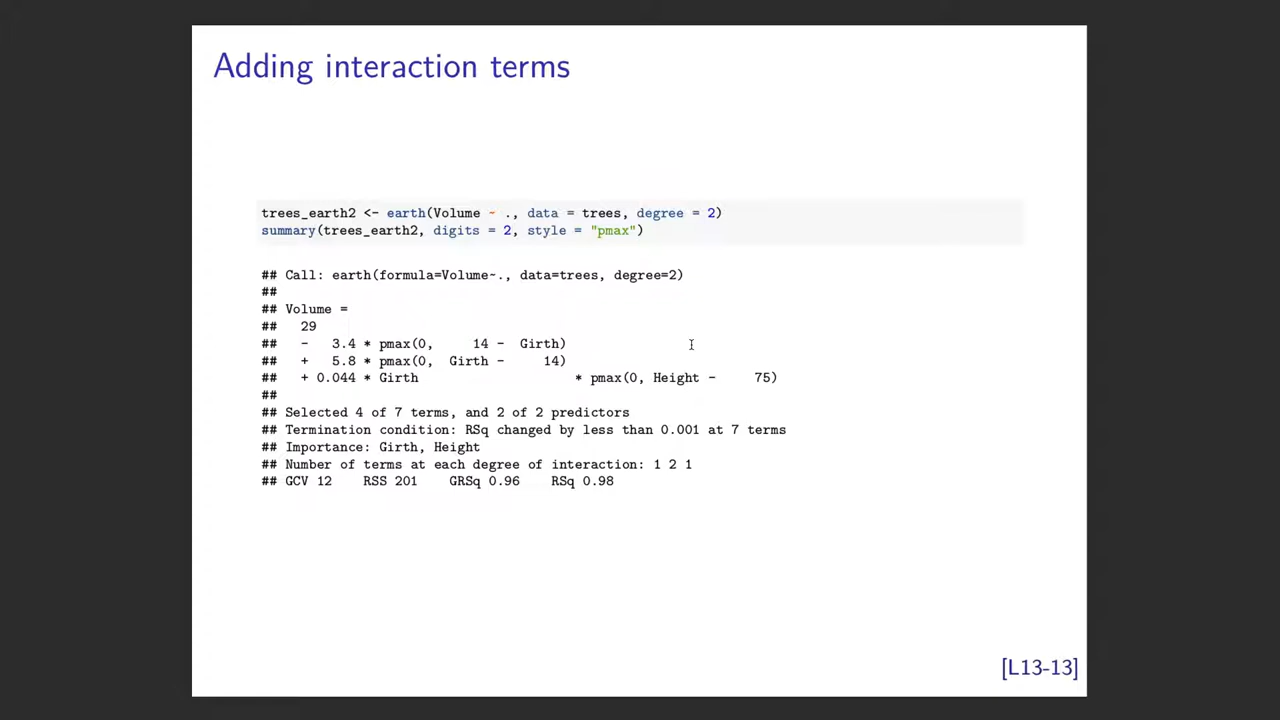 Adding interaction terms
trees_earth2 <- earth(Volume ~ ., data = trees, degree = 2)
summary(trees_earth2, digits = 2, style = "pmax")
## Call: earth(formula=Volume~., data=trees, degree=2)
##
## Volume =
##   29
##   -   3.4 * pmax(0,     14 -  Girth)
##   +   5.8 * pmax(0,  Girth -     14)
##   + 0.044 * Girth                    * pmax(0, Height -     75)
##
## Selected 4 of 7 terms, and 2 of 2 predictors
## Termination condition: RSq changed by less than 0.001 at 7 terms
## Importance: Girth, Height
## Number of terms at each degree of interaction: 1 2 1
## GCV 12    RSS 201    GRSq 0.96    RSq 0.98
[L13-13]